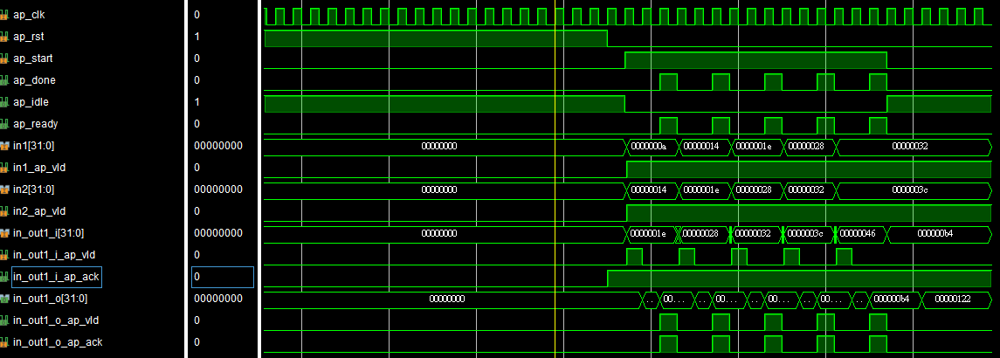 ap_clk 0
ap_rst 1
ap_start 0
ap_done 0
ap_idle 1
ap_ready 0
in1[31:0] 00000000 00000000 0000000a 00000014 0000001e 00000028 00000032
in1_ap_vld 0
in2[31:0] 00000000 00000000 00000014 0000001e 00000028 00000032 0000003c
in2_ap_vld 0
in_out1_i[31:0] 00000000 00000000 0000001e 00000028 00000032 0000003c 00000046 000000b4
in_out1_i_ap_vld 0
in_out1_i_ap_ack 0
in_out1_o[31:0] 00000000 00000000 .. 00... .. 00... .. 00... 00... .. 000000b4 00000122
in_out1_o_ap_vld 0
in_out1_o_ap_ack 0